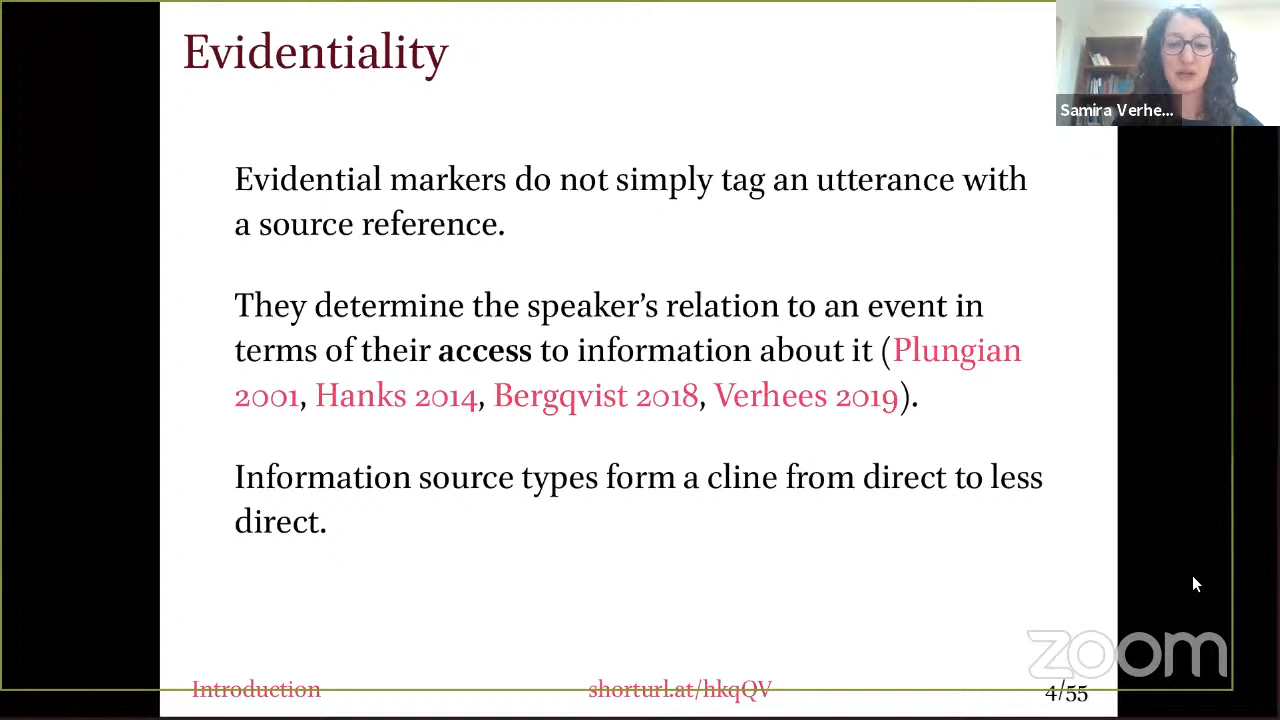 Evidentiality
Samira Verhe...
Evidential markers do not simply tag an utterance with
a source reference.
They determine the speaker's relation to an event in
terms of their access to information about it (Plungian
2001, Hanks 2014, Bergqvist 2018, Verhees 2019).
Information source types form a cline from direct to less
direct.
zoom
Introduction
shorturl.at/hkqQV
4/55